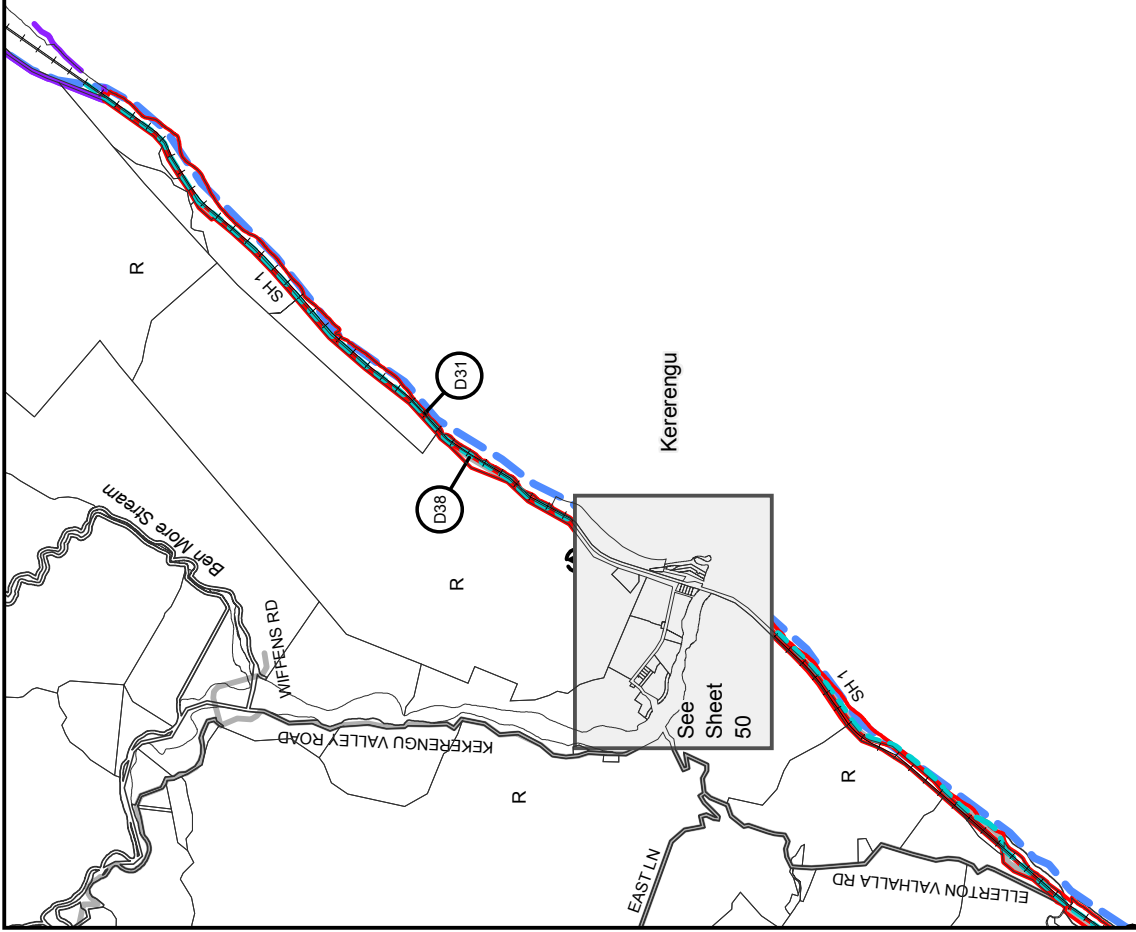 R
SH 1
D31
Kererengu
D38
Ben More Stream
R
WIFFENS RD
KEKERENGU VALLEY ROAD
See
Sheet
50
SH 1
R
R
EAST LN
ELLERTON VALHALLA RD